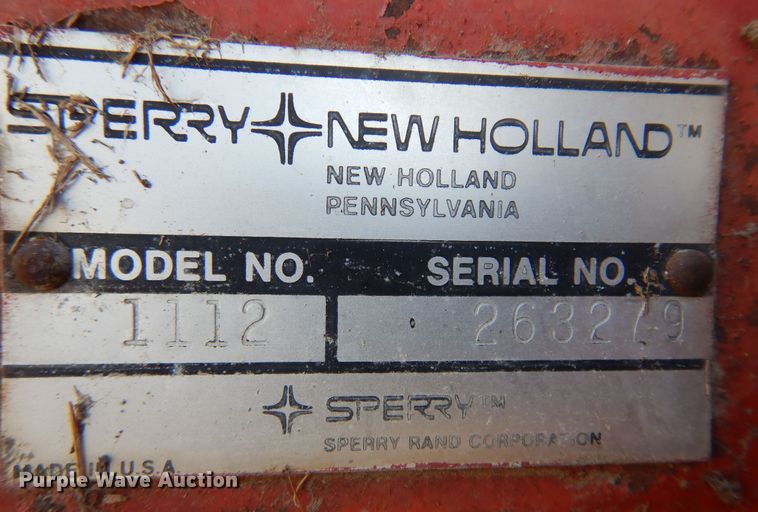 SPERRY NEW HOLLAND™
NEW HOLLAND
PENNSYLVANIA
MODEL NO. SERIAL NO.
1112 263279
SPERRY™
SPERRY RAND CORPORATION
MADE IN U.S.A
Purple Wave Auction